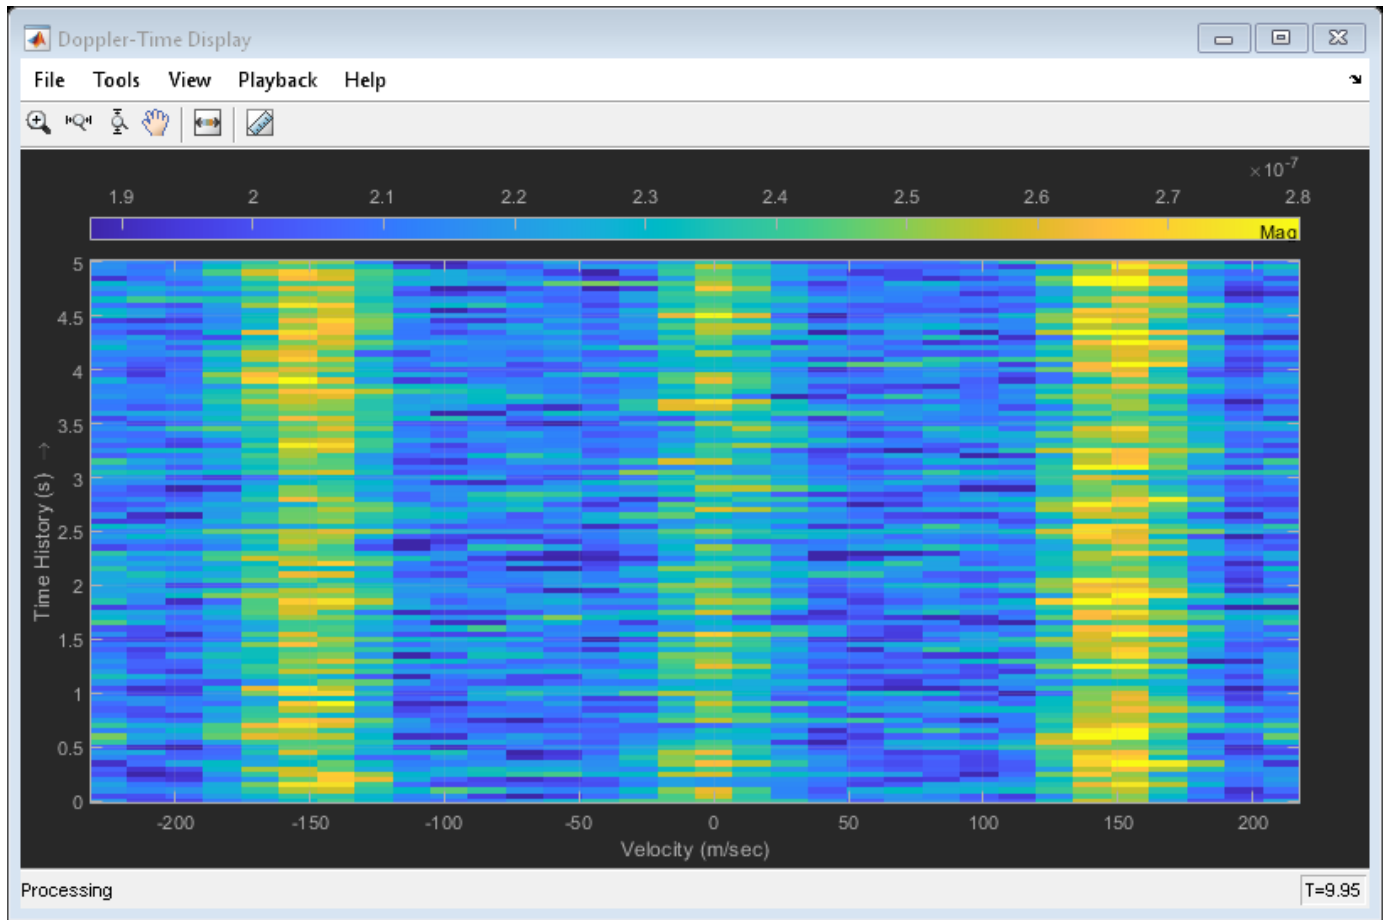 Doppler-Time Display
File Tools View Playback Help
×10-7
1.9 2 2.1 2.2 2.3 2.4 2.5 2.6 2.7 2.8
Mag
5
4.5
4
3.5
3
2.5
2
1.5
1
0.5
0
Time History (s) →
-200 -150 -100 -50 0 50 100 150 200
Velocity (m/sec)
Processing
T=9.95